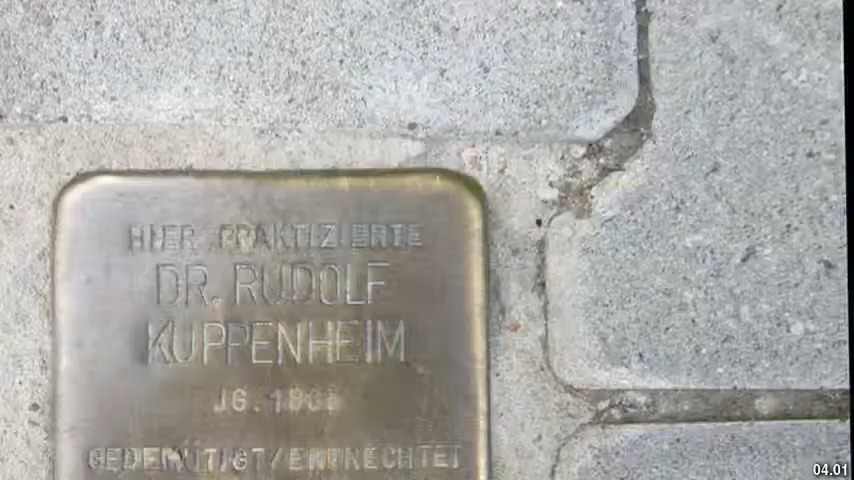 HIER PRAKTIZIERTE
DR. RUDOLF
KUPPENHEIM
JG.
GEDEMÜTIGT/ENTRECHTET
04.01